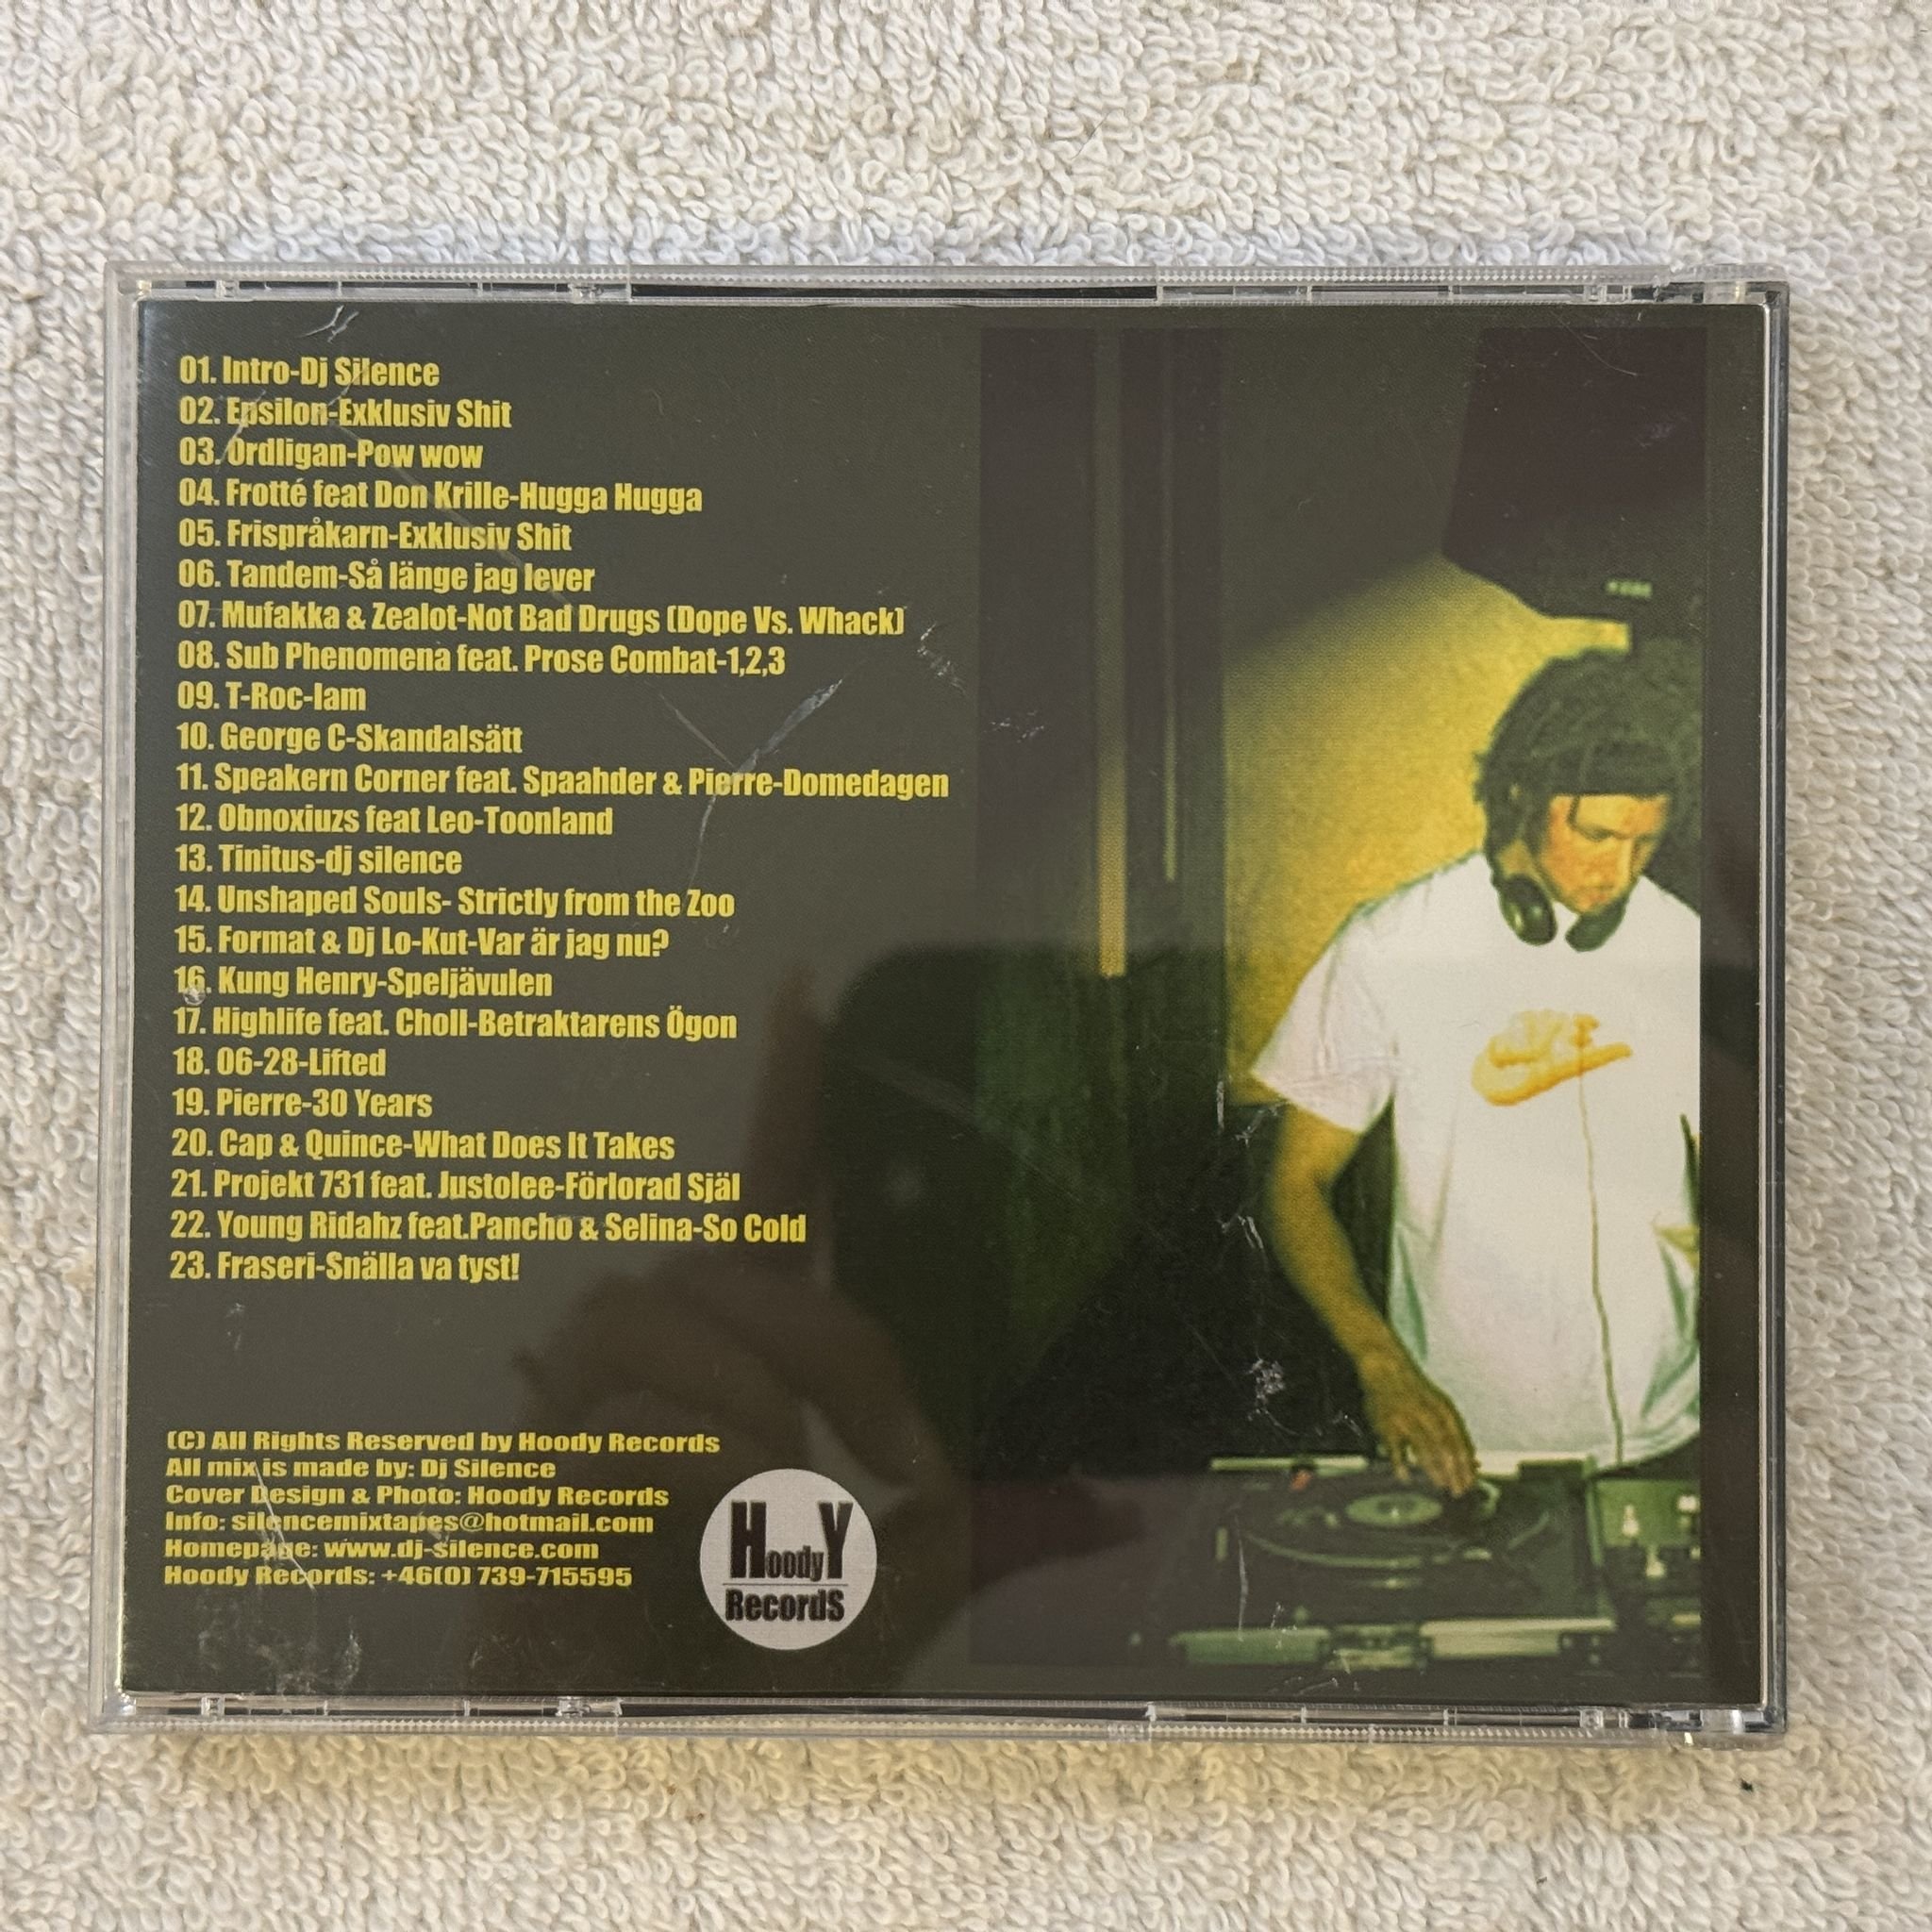 01. Intro-Dj Silence
02. Epsilon-Exklusiv Shit
03. Ordligan-Pow wow
04. Frotté feat Don Krille-Hugga Hugga
05. Frispråkarn-Exklusiv Shit
06. Tandem-Så länge jag lever
07. Mufakka & Zealot-Not Bad Drugs (Dope Vs. Whack)
08. Sub Phenomena feat. Prose Combat-1,2,3
09. T-Roc-Iam
10. George C-Skandalsätt
11. Speakern Corner feat. Spaahder & Pierre-Domedagen
12. Obnoxiuzs feat Leo-Toonland
13. Tinitus-dj silence
14. Unshaped Souls- Strictly from the Zoo
15. Format & Dj Lo-Kut-Var är jag nu?
16. Kung Henry-Speljävulen
17. Highlife feat. Choll-Betraktarens Ögon
18. 06-28-Lifted
19. Pierre-30 Years
20. Cap & Quince-What Does It Takes
21. Projekt 731 feat. Justolee-Förlorad Själ
22. Young Ridahz feat.Pancho & Selina-So Cold
23. Fraseri-Snälla va tyst!
(C) All Rights Reserved by Hoody Records
All mix is made by: Dj Silence
Cover Design & Photo: Hoody Records
Info: silencemixtapes@hotmail.com
Homepage: www.dj-silence.com
Hoody Records: +46(0) 739-715595
HoodyY
RecordS